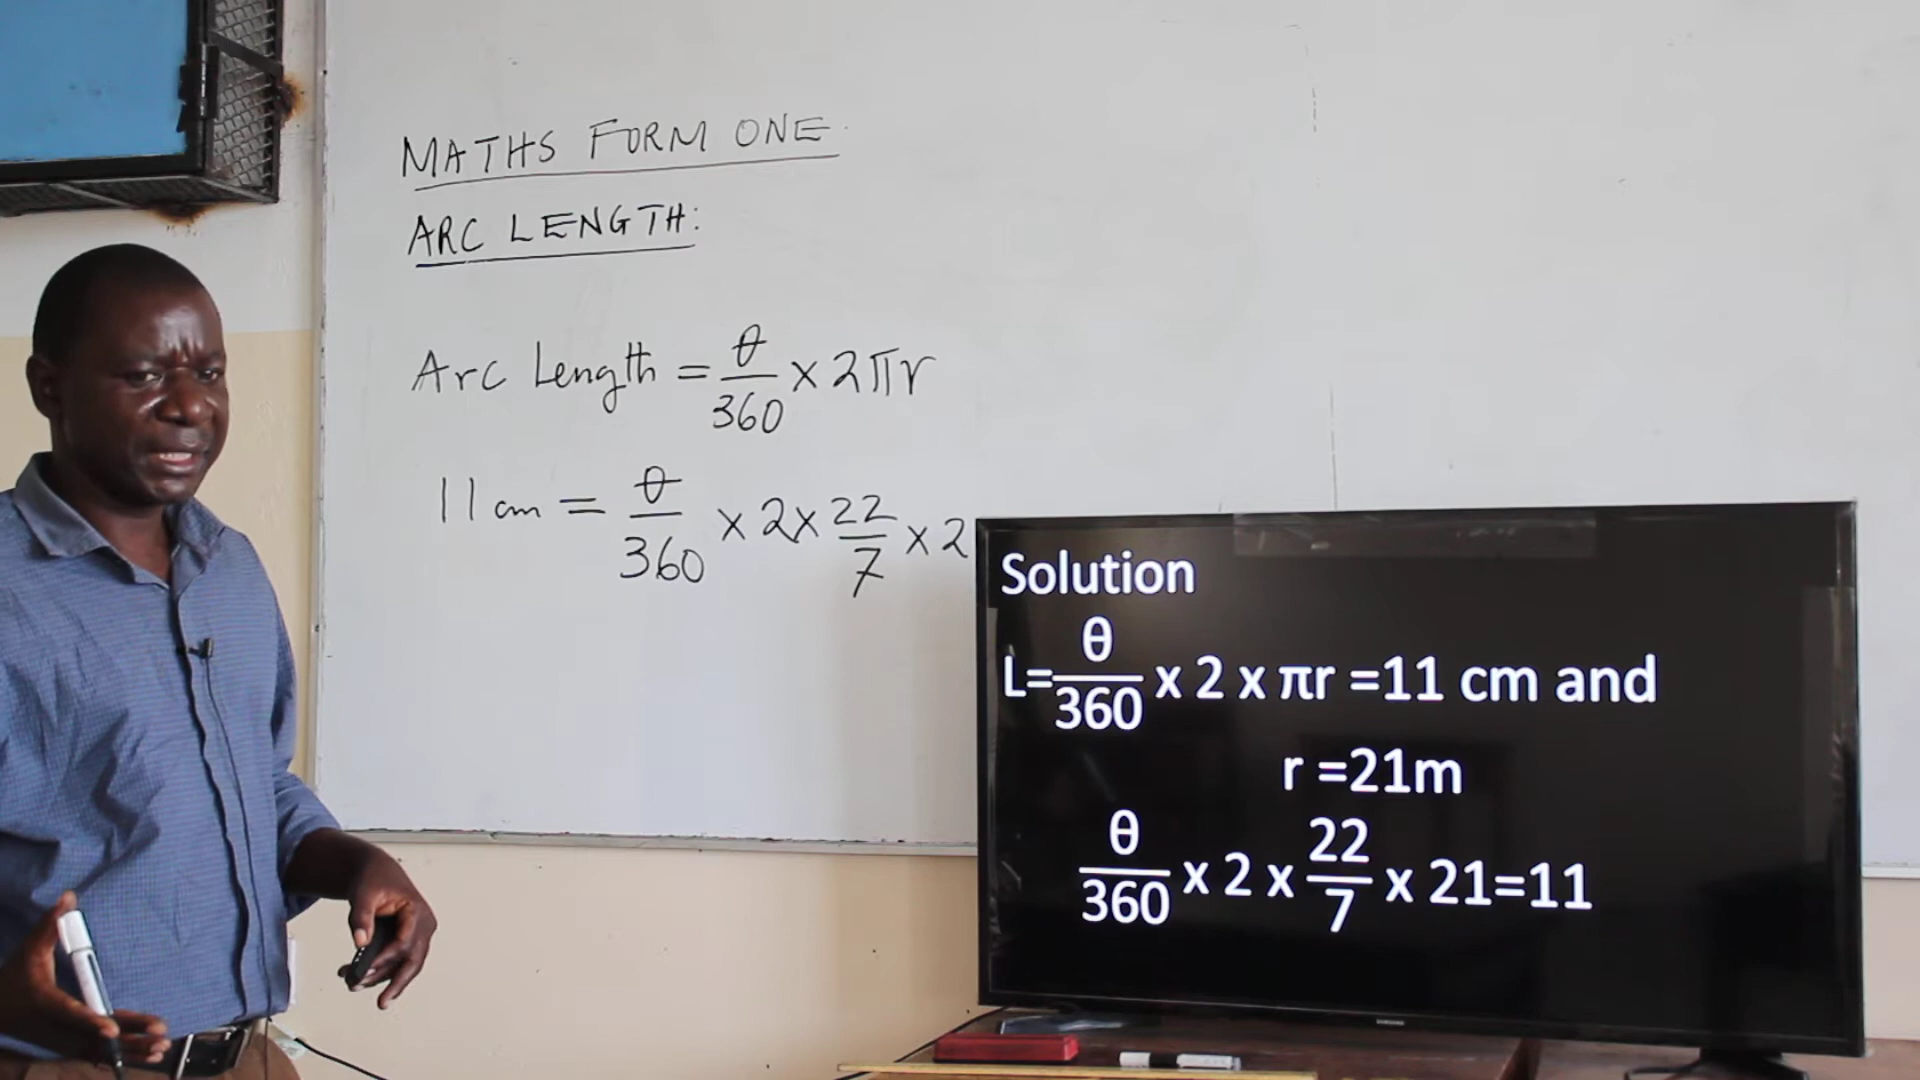 MATHS FORM ONE.
ARC LENGTH:
Arc Length = θ/360 × 2πr
11 cm = θ/360 × 2 × 22/7 × 2
Solution
L=θ/360 x 2 x πr =11 cm and
r =21m
θ/360 x 2 x 22/7 x 21=11